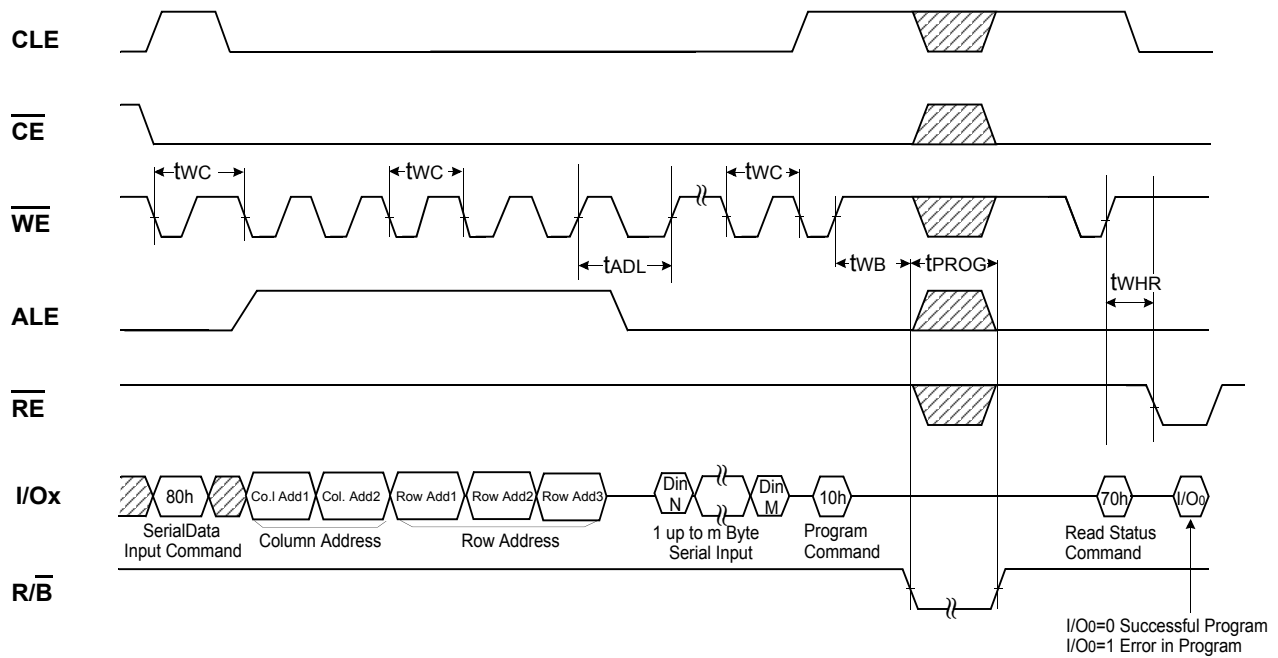 CLE
CE
tWC
tWC
tWC
WE
tADL
tWB
tPROG
tWHR
ALE
RE
I/Ox
80h
Co.l Add1
Col. Add2
Row Add1
Row Add2
Row Add3
Din
N
Din
M
10h
70h
I/O0
SerialData
Input Command
Column Address
Row Address
1 up to m Byte
Serial Input
Program
Command
Read Status
Command
R/B
I/O0=0 Successful Program
I/O0=1 Error in Program